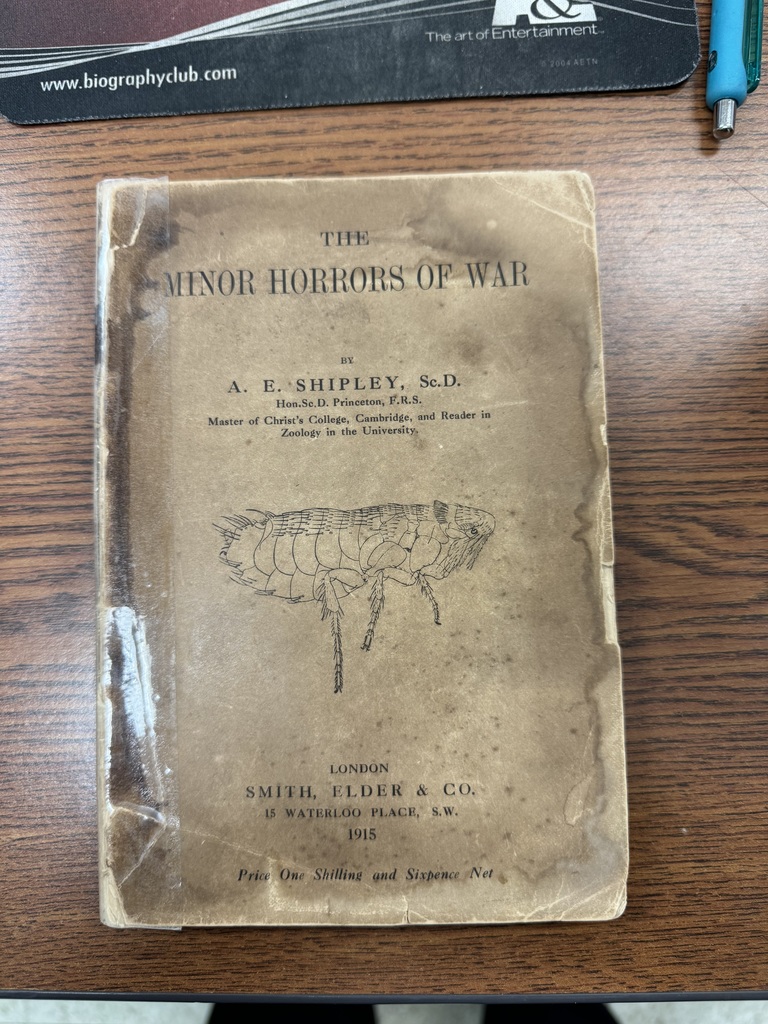 A&E
The art of Entertainment
www.biographyclub.com
© 2004 AETN
THE
MINOR HORRORS OF WAR
BY
A. E. SHIPLEY, Sc.D.
Hon.Sc.D. Princeton, F.R.S.
Master of Christ's College, Cambridge, and Reader in
Zoology in the University.
LONDON
SMITH, ELDER & CO.
15 WATERLOO PLACE, S.W.
1915
Price One Shilling and Sixpence Net